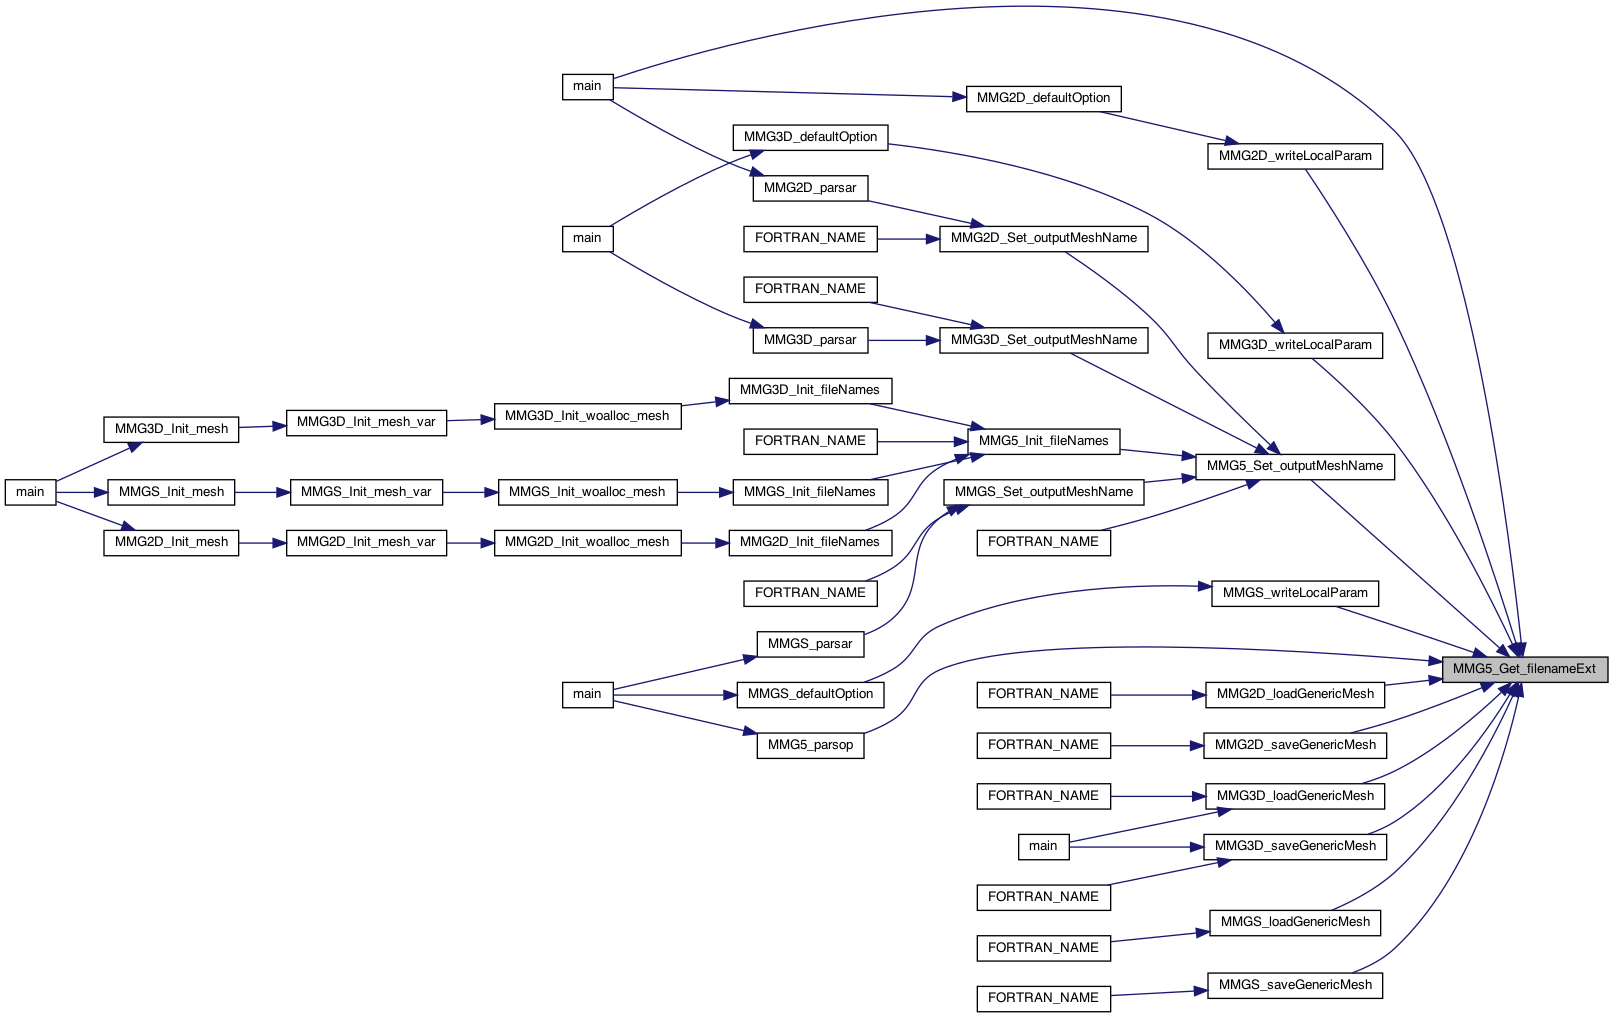 main
MMG2D_defaultOption
MMG3D_defaultOption
MMG2D_writeLocalParam
MMG2D_parsar
main
FORTRAN_NAME
MMG2D_Set_outputMeshName
FORTRAN_NAME
MMG3D_parsar
MMG3D_Set_outputMeshName
MMG3D_writeLocalParam
MMG3D_Init_fileNames
MMG3D_Init_woalloc_mesh
MMG3D_Init_mesh_var
MMG3D_Init_mesh
FORTRAN_NAME
MMG5_Init_fileNames
MMG5_Set_outputMeshName
main
MMGS_Init_mesh
MMGS_Init_mesh_var
MMGS_Init_woalloc_mesh
MMGS_Init_fileNames
MMGS_Set_outputMeshName
MMG2D_Init_mesh
MMG2D_Init_mesh_var
MMG2D_Init_woalloc_mesh
MMG2D_Init_fileNames
FORTRAN_NAME
FORTRAN_NAME
MMGS_writeLocalParam
MMGS_parsar
MMG5_Get_filenameExt
main
MMGS_defaultOption
FORTRAN_NAME
MMG2D_loadGenericMesh
MMG5_parsop
FORTRAN_NAME
MMG2D_saveGenericMesh
FORTRAN_NAME
MMG3D_loadGenericMesh
main
MMG3D_saveGenericMesh
FORTRAN_NAME
MMGS_loadGenericMesh
FORTRAN_NAME
MMGS_saveGenericMesh
FORTRAN_NAME